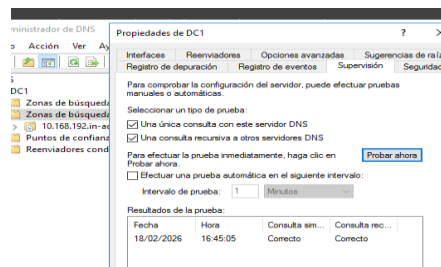 ministrador de DNS
o Acción Ver Ay
S
DC1
Zonas de búsqued
Zonas de búsqueda
10.168.192.in-ad
Puntos de confianz
Reenviadores cond
Propiedades de DC1 ? ×
Interfaces Reenviadores Opciones avanzadas Sugerencias de raíz
Registro de depuración Registro de eventos Supervisión Seguridad
Para comprobar la configuración del servidor, puede efectuar pruebas
manuales o automáticas.
Seleccionar un tipo de prueba:
Una única consulta con este servidor DNS
Una consulta recursiva a otros servidores DNS
Para efectuar la prueba inmediatamente, haga clic en
Probar ahora.
Probar ahora
Efectuar una prueba automática en el siguiente intervalo:
Intervalo de prueba: 1 Minutos
Resultados de la prueba:
Fecha Hora Consulta sim... Consulta rec...
18/02/2026 16:45:05 Correcto Correcto